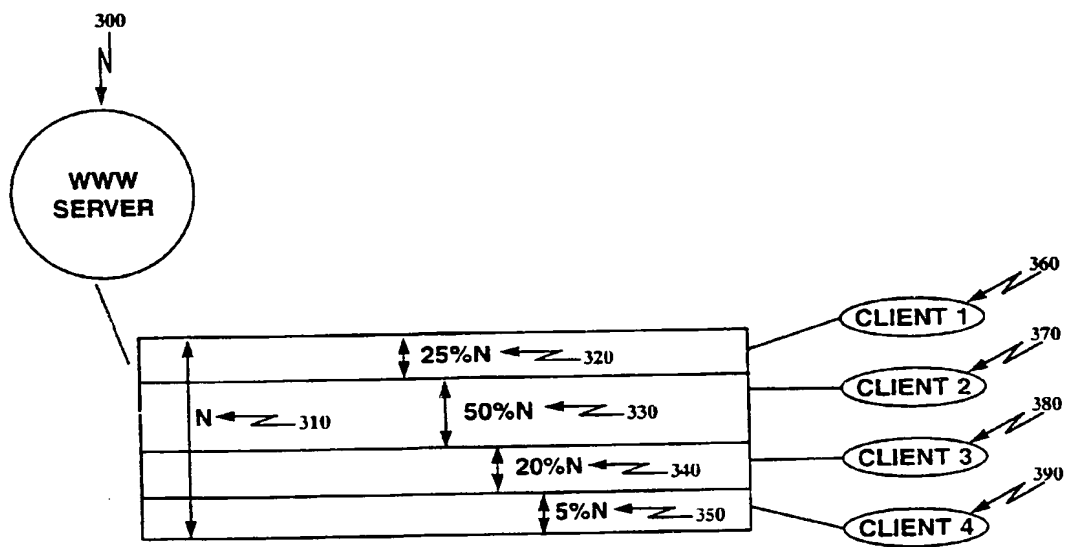 300
WWW
SERVER
360
CLIENT 1
25%N
320
370
CLIENT 2
N
310
50%N
330
380
CLIENT 3
20%N
340
390
CLIENT 4
5%N
350